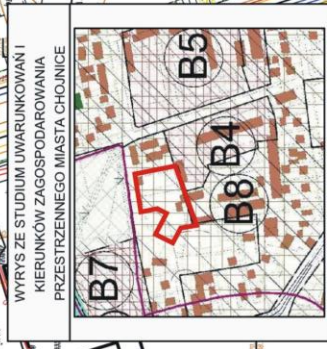 WYRYS ZE STUDIUM UWARUNKOWAŃ I
KIERUNKÓW ZAGOSPODAROWANIA
PRZESTRZENNEGO MIASTA CHOJNICE
B7
B8
B4
B5